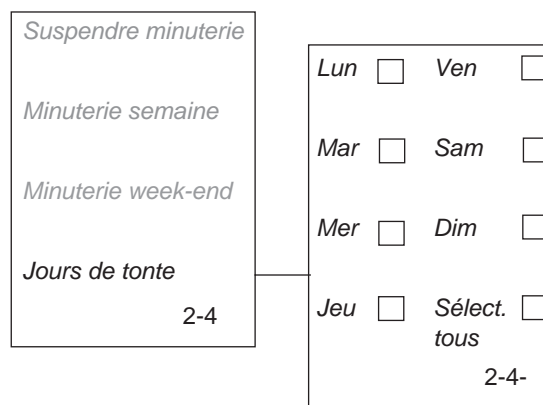 Suspendre minuterie
Minuterie semaine
Minuterie week-end
Jours de tonte
2-4
Lun Ven
Mar Sam
Mer Dim
Jeu Sélect.
tous
2-4-